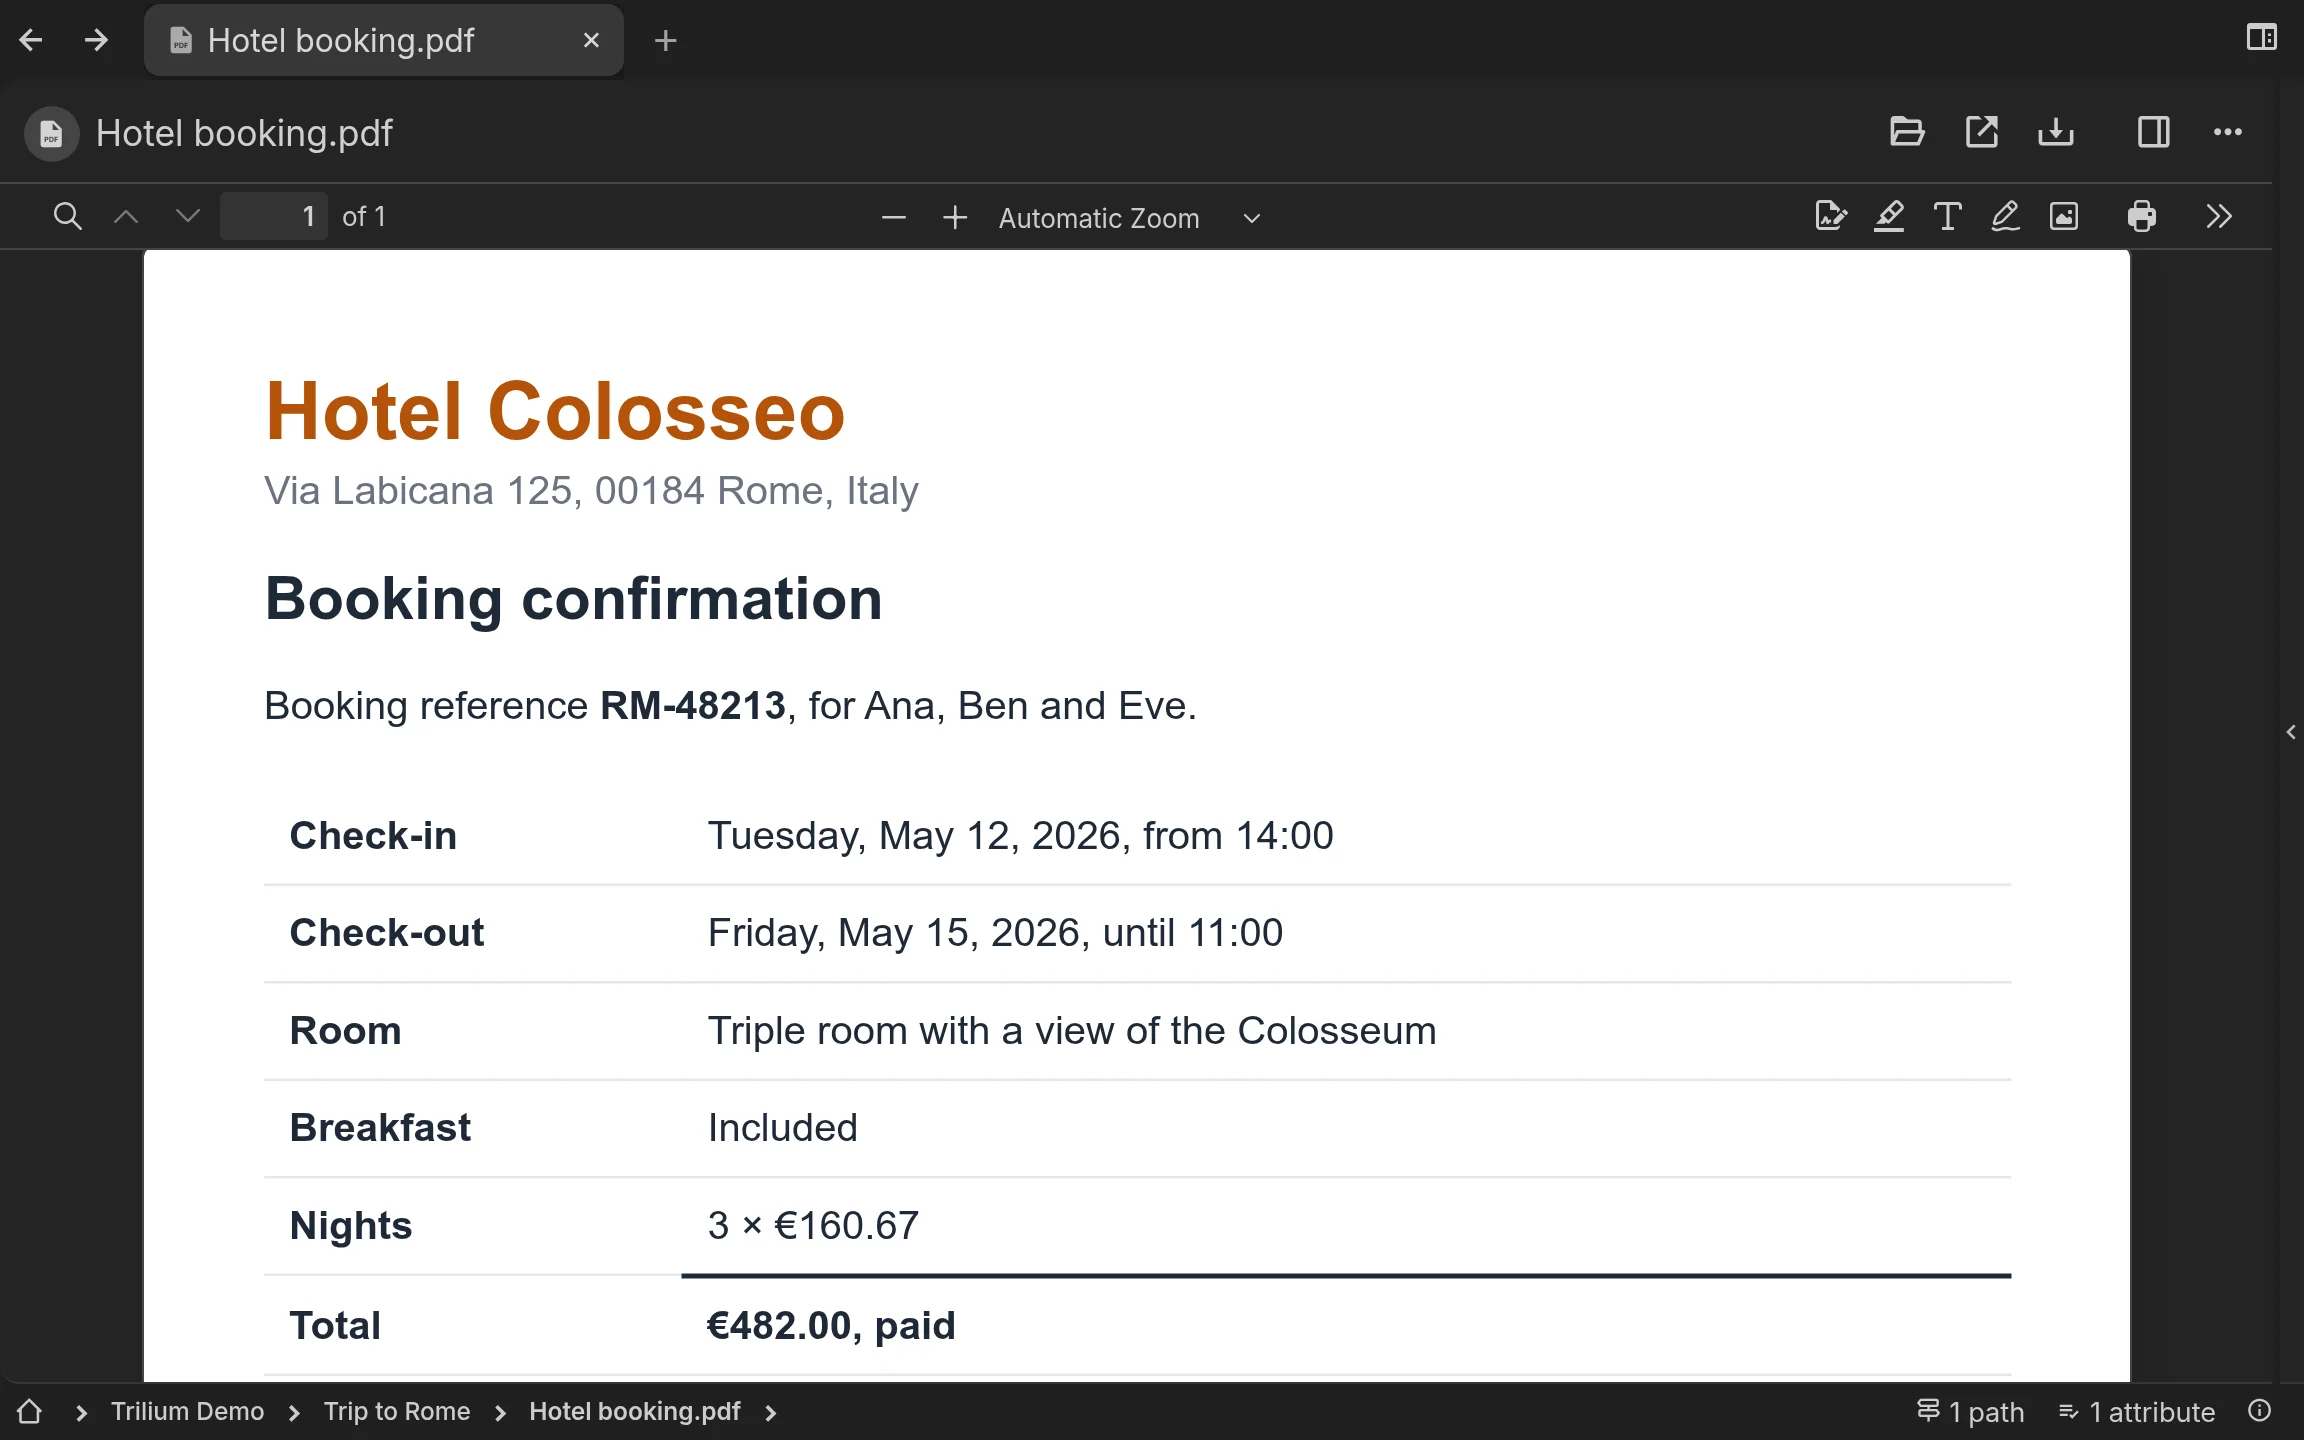 Hotel booking.pdf
Hotel booking.pdf
1 of 1
Automatic Zoom
Hotel Colosseo
Via Labicana 125, 00184 Rome, Italy
Booking confirmation
Booking reference RM-48213, for Ana, Ben and Eve.
Check-in Tuesday, May 12, 2026, from 14:00
Check-out Friday, May 15, 2026, until 11:00
Room Triple room with a view of the Colosseum
Breakfast Included
Nights 3 × €160.67
Total €482.00, paid
Trilium Demo Trip to Rome Hotel booking.pdf 1 path 1 attribute